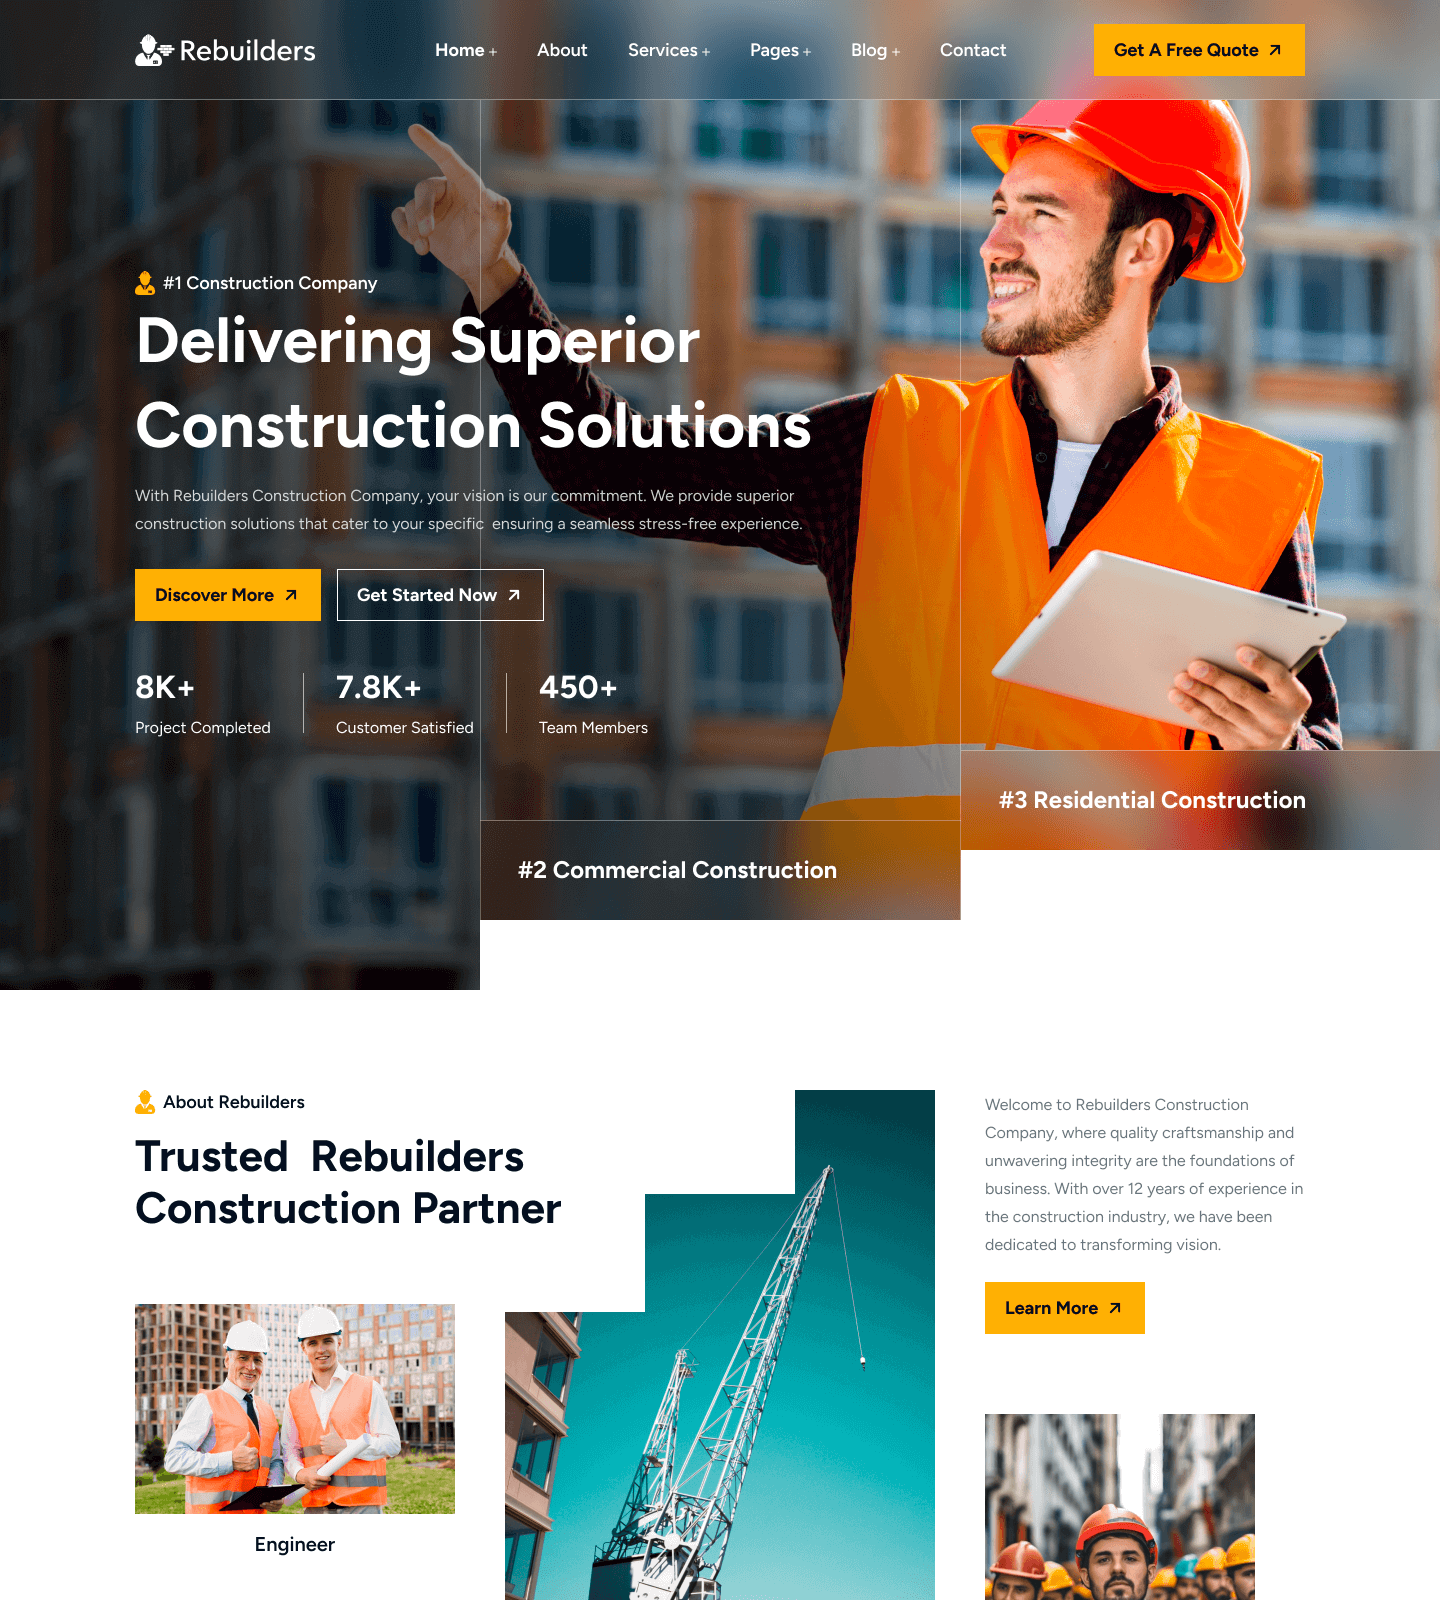 Rebuilders
Home +
About
Services +
Pages +
Blog +
Contact
Get A Free Quote
#1 Construction Company
Delivering Superior
Construction Solutions
With Rebuilders Construction Company, your vision is our commitment. We provide superior
construction solutions that cater to your specific  ensuring a seamless stress-free experience.
Discover More
Get Started Now
8K+
Project Completed
7.8K+
Customer Satisfied
450+
Team Members
#2 Commercial Construction
#3 Residential Construction
About Rebuilders
Trusted  Rebuilders
Construction Partner
Engineer
Welcome to Rebuilders Construction
Company, where quality craftsmanship and
unwavering integrity are the foundations of
business. With over 12 years of experience in
the construction industry, we have been
dedicated to transforming vision.
Learn More